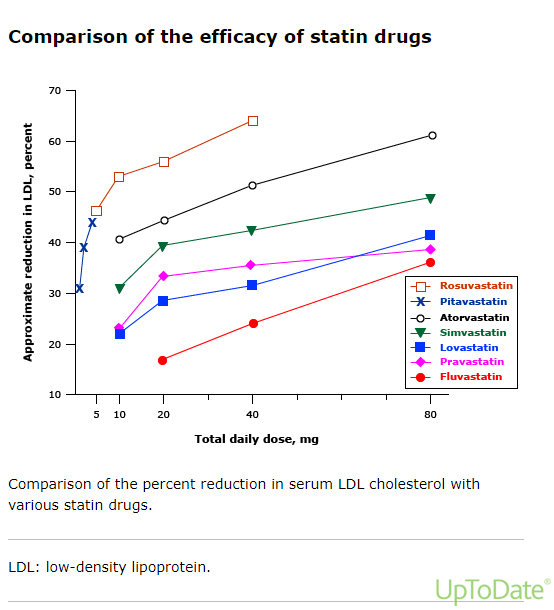 Comparison of the efficacy of statin drugs
70
60
50
40
30
20
10
Approximate reduction in LDL, percent
5 10 20 40 80
Total daily dose, mg
Rosuvastatin
Pitavastatin
Atorvastatin
Simvastatin
Lovastatin
Pravastatin
Fluvastatin
Comparison of the percent reduction in serum LDL cholesterol with
various statin drugs.
LDL: low-density lipoprotein.
UpToDate®